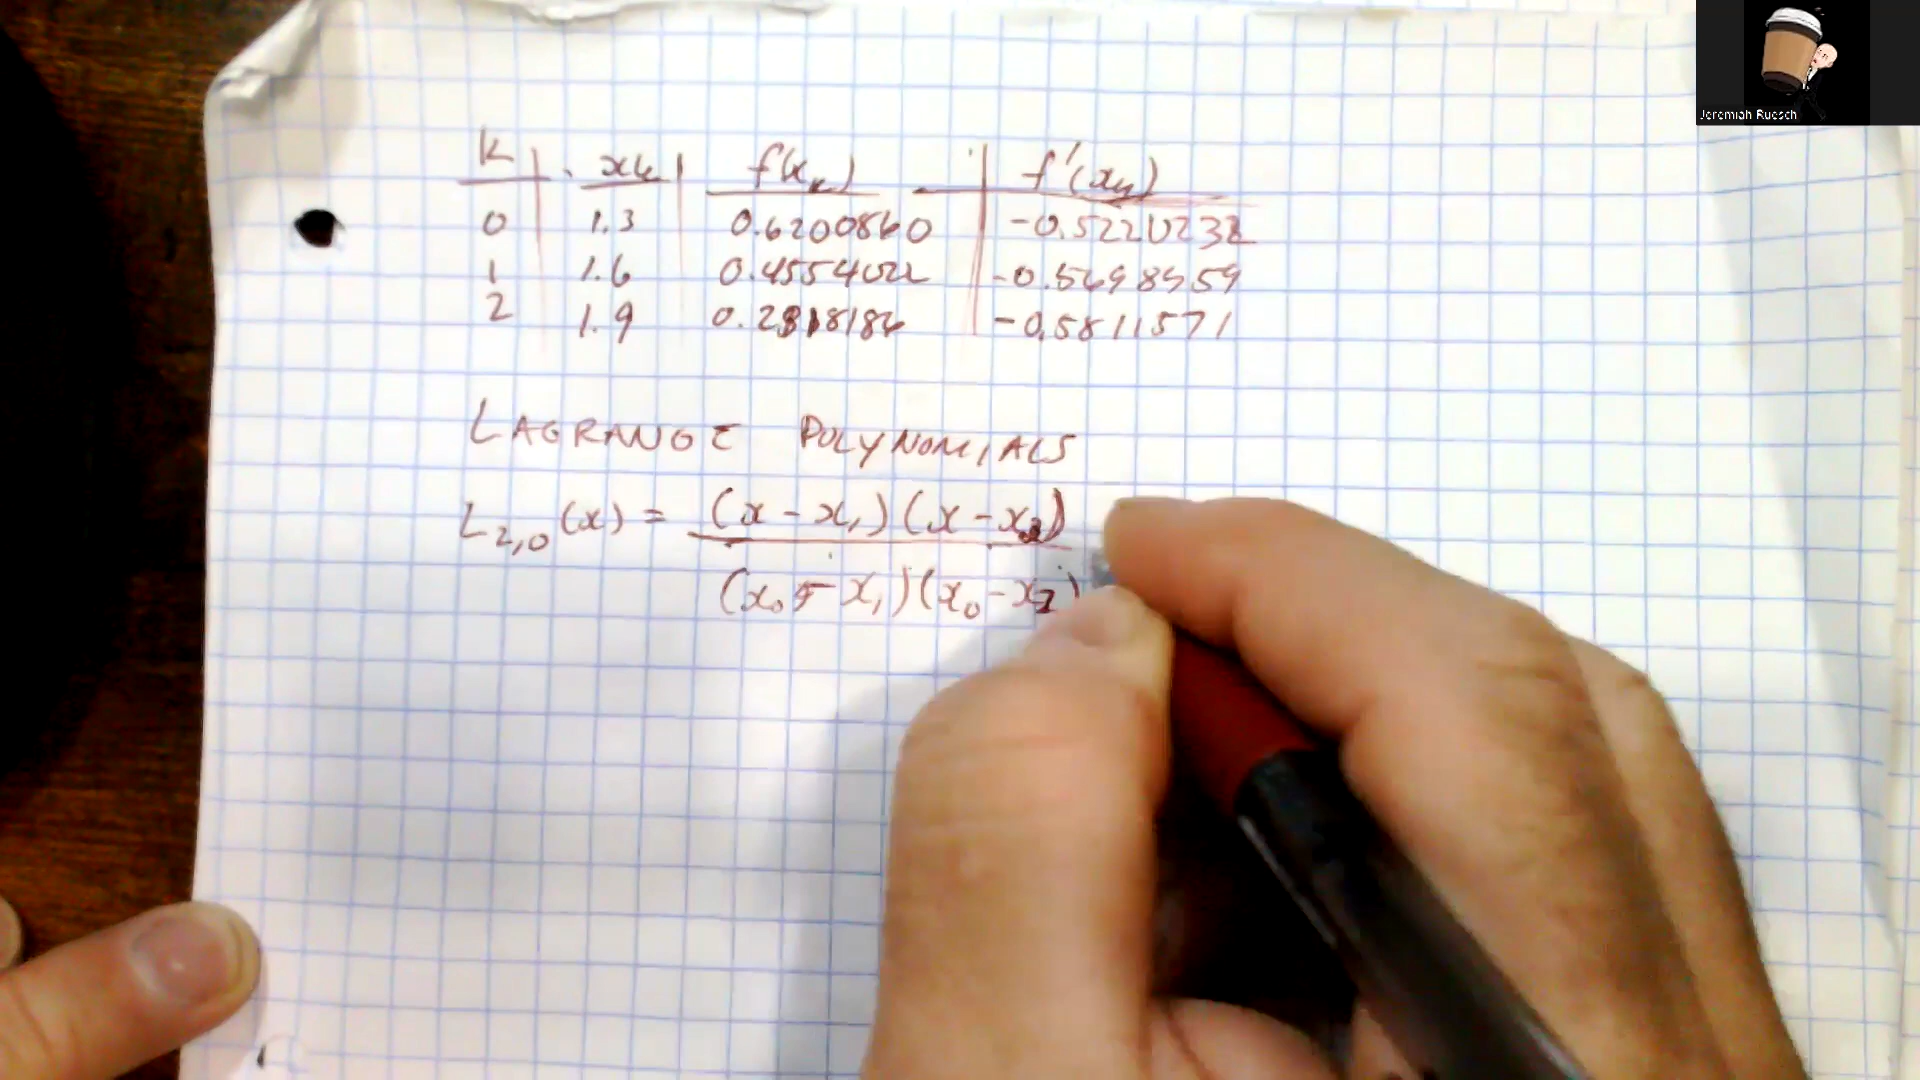 Jeremiah Ruesch
k xk f(xk) f'(xk)
0 1.3 0.6200860 -0.5220232
1 1.6 0.4554022 -0.5698959
2 1.9 0.2818186 -0.5811571
LAGRANGE POLYNOMIALS
L2,0(x) = (x - x1)(x - x2)
(x0 - x1)(x0 - x2)